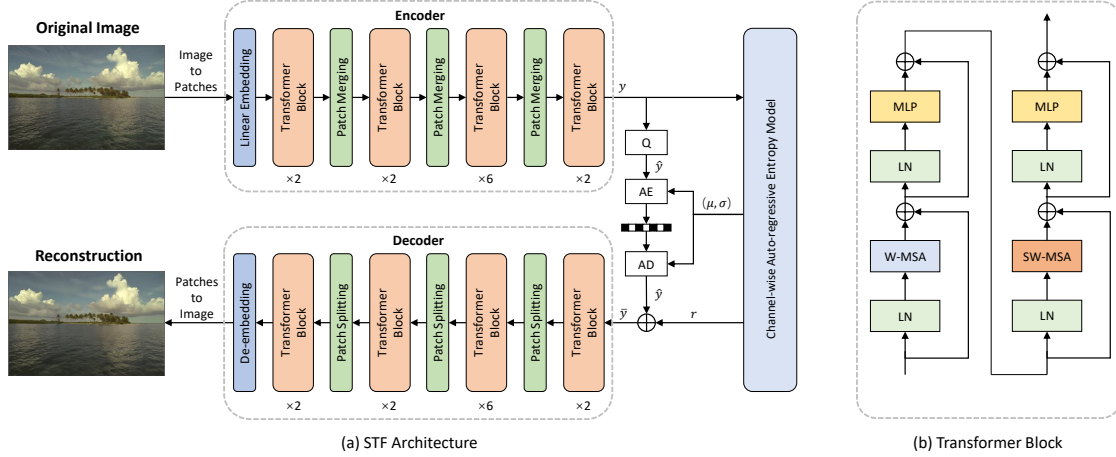 Original Image
Image
to
Patches
Encoder
Linear Embedding
Transformer
Block
Patch Merging
Transformer
Block
Patch Merging
Transformer
Block
Patch Merging
Transformer
Block
×2
×2
×6
×2
y
Q
ŷ
AE
(μ, σ)
AD
ŷ
ȳ
r
Channel-wise Auto-regressive Entropy Model
Reconstruction
Patches
to
Image
Decoder
De-embedding
Transformer
Block
Patch Splitting
Transformer
Block
Patch Splitting
Transformer
Block
Patch Splitting
Transformer
Block
×2
×2
×6
×2
(a) STF Architecture
MLP
LN
W-MSA
LN
MLP
LN
SW-MSA
LN
(b) Transformer Block